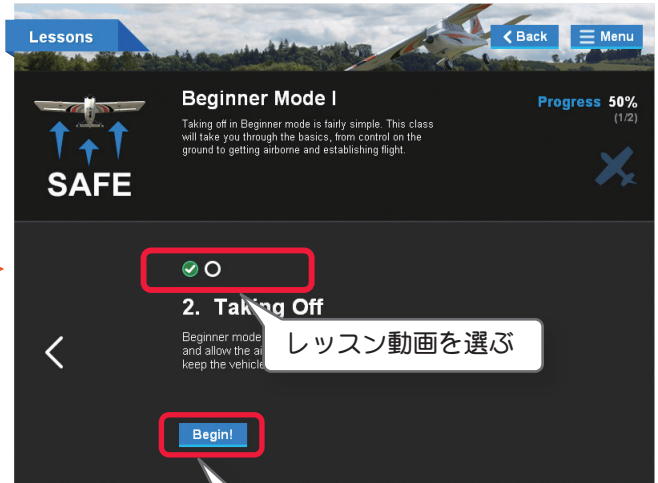 Lessons
Back
Menu
Beginner Mode I
Taking off in Beginner mode is fairly simple. This class
will take you through the basics, from control on the
ground to getting airborne and establishing flight.
Progress 50%
(1/2)
SAFE
2. Taking Off
レッスン動画を選ぶ
Beginner mode
and allow the
keep the vehicle
Begin!